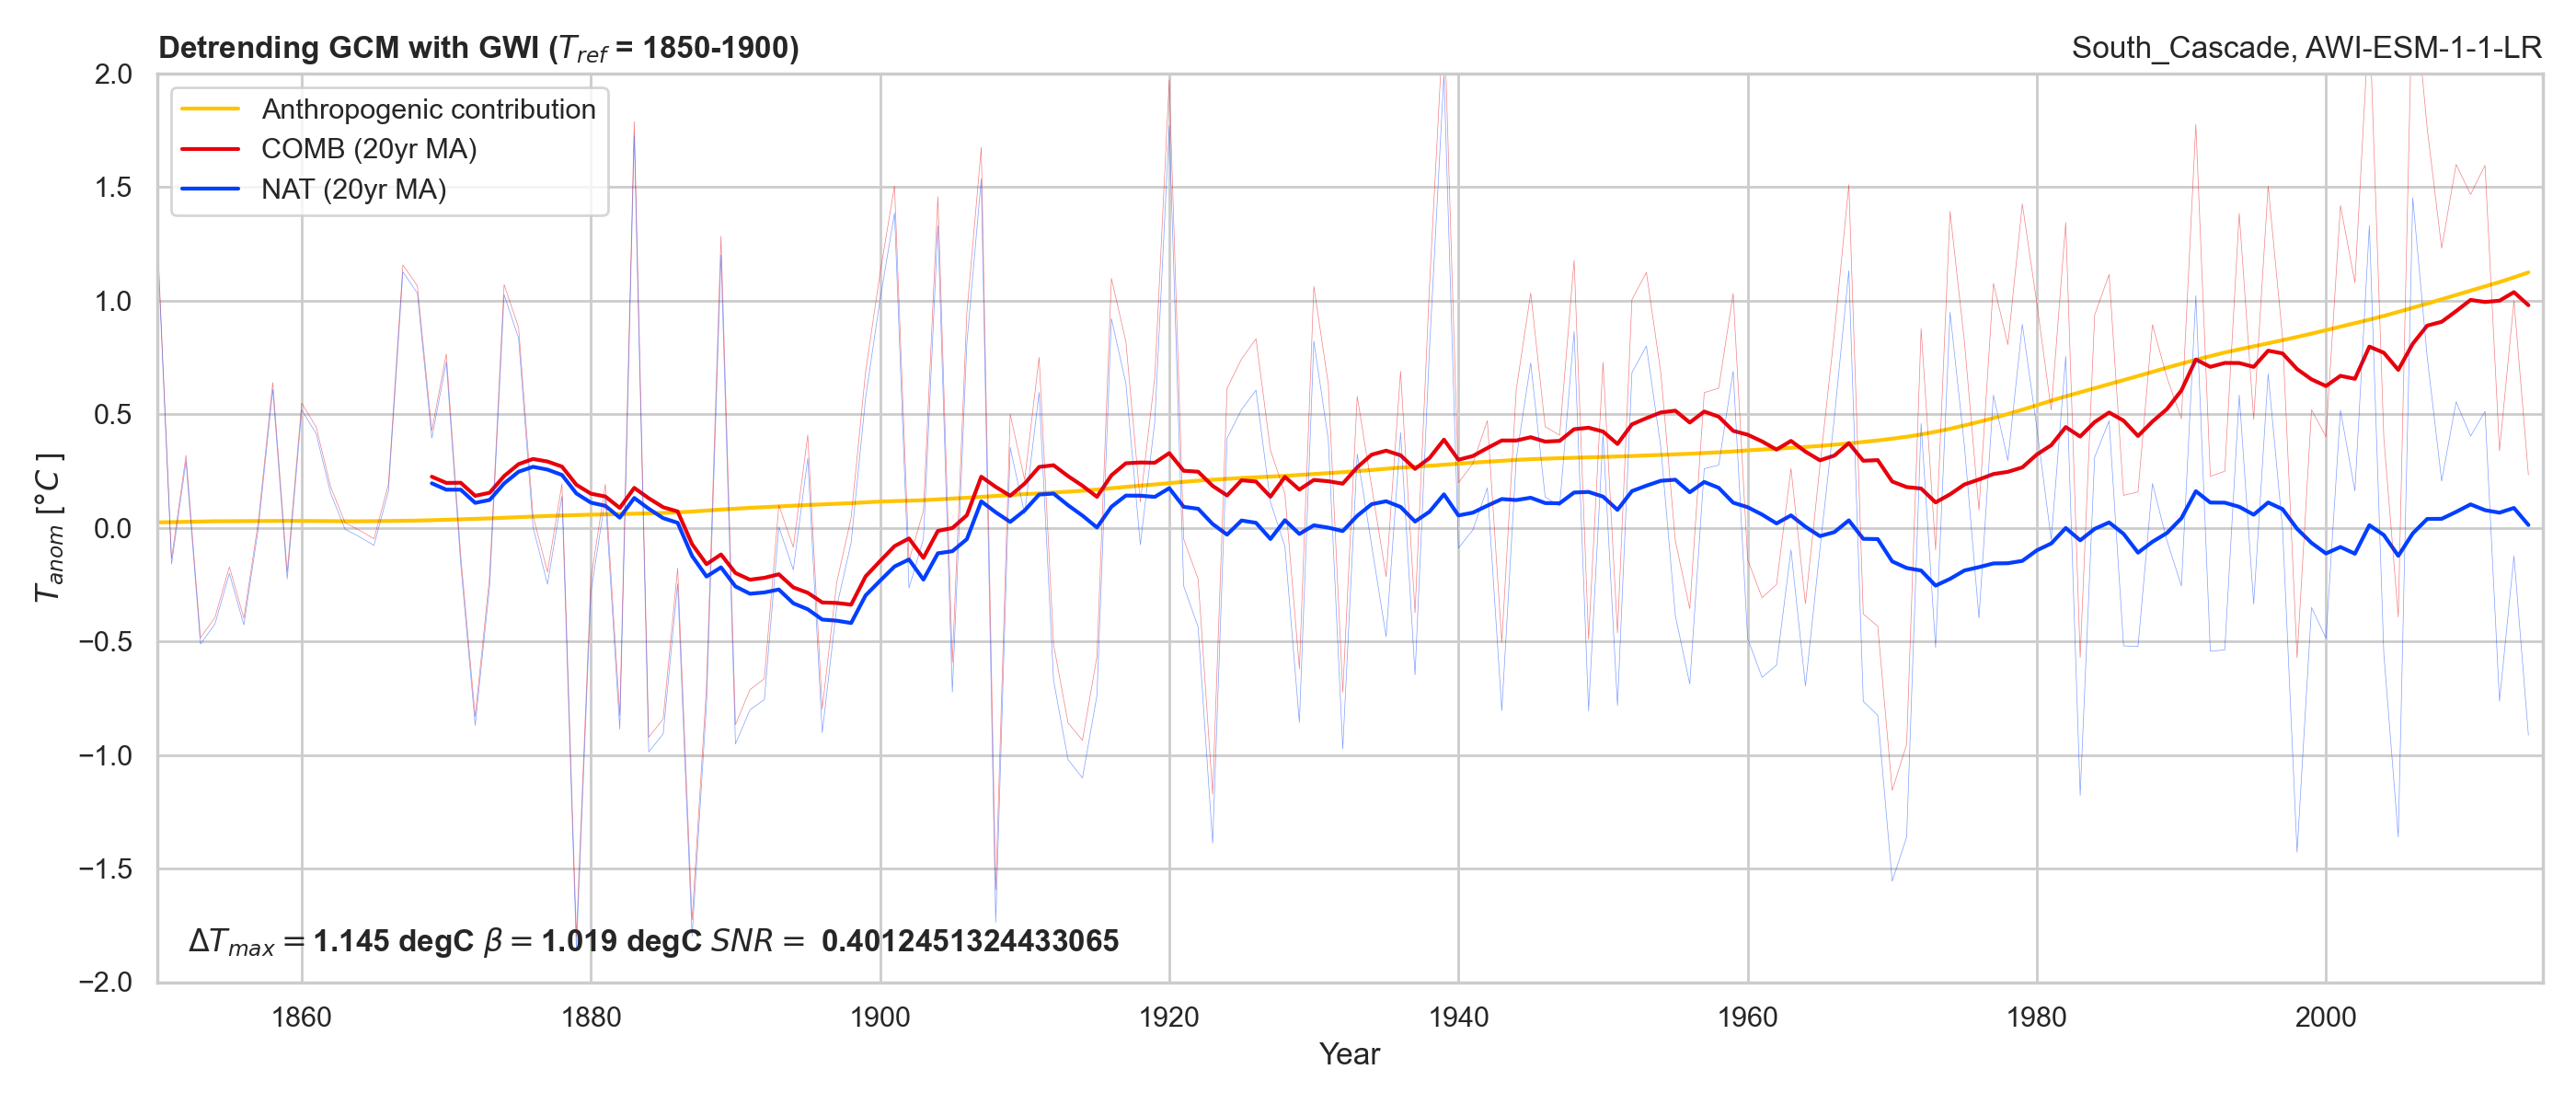 Detrending GCM with GWI (T_ref = 1850-1900)
South_Cascade, AWI-ESM-1-1-LR
2.0
1.5
1.0
0.5
0.0
−0.5
−1.0
−1.5
−2.0
T_anom [°C ]
Anthropogenic contribution
COMB (20yr MA)
NAT (20yr MA)
ΔT_max = 1.145 degC β = 1.019 degC SNR = 0.4012451324433065
1860
1880
1900
1920
1940
1960
1980
2000
Year